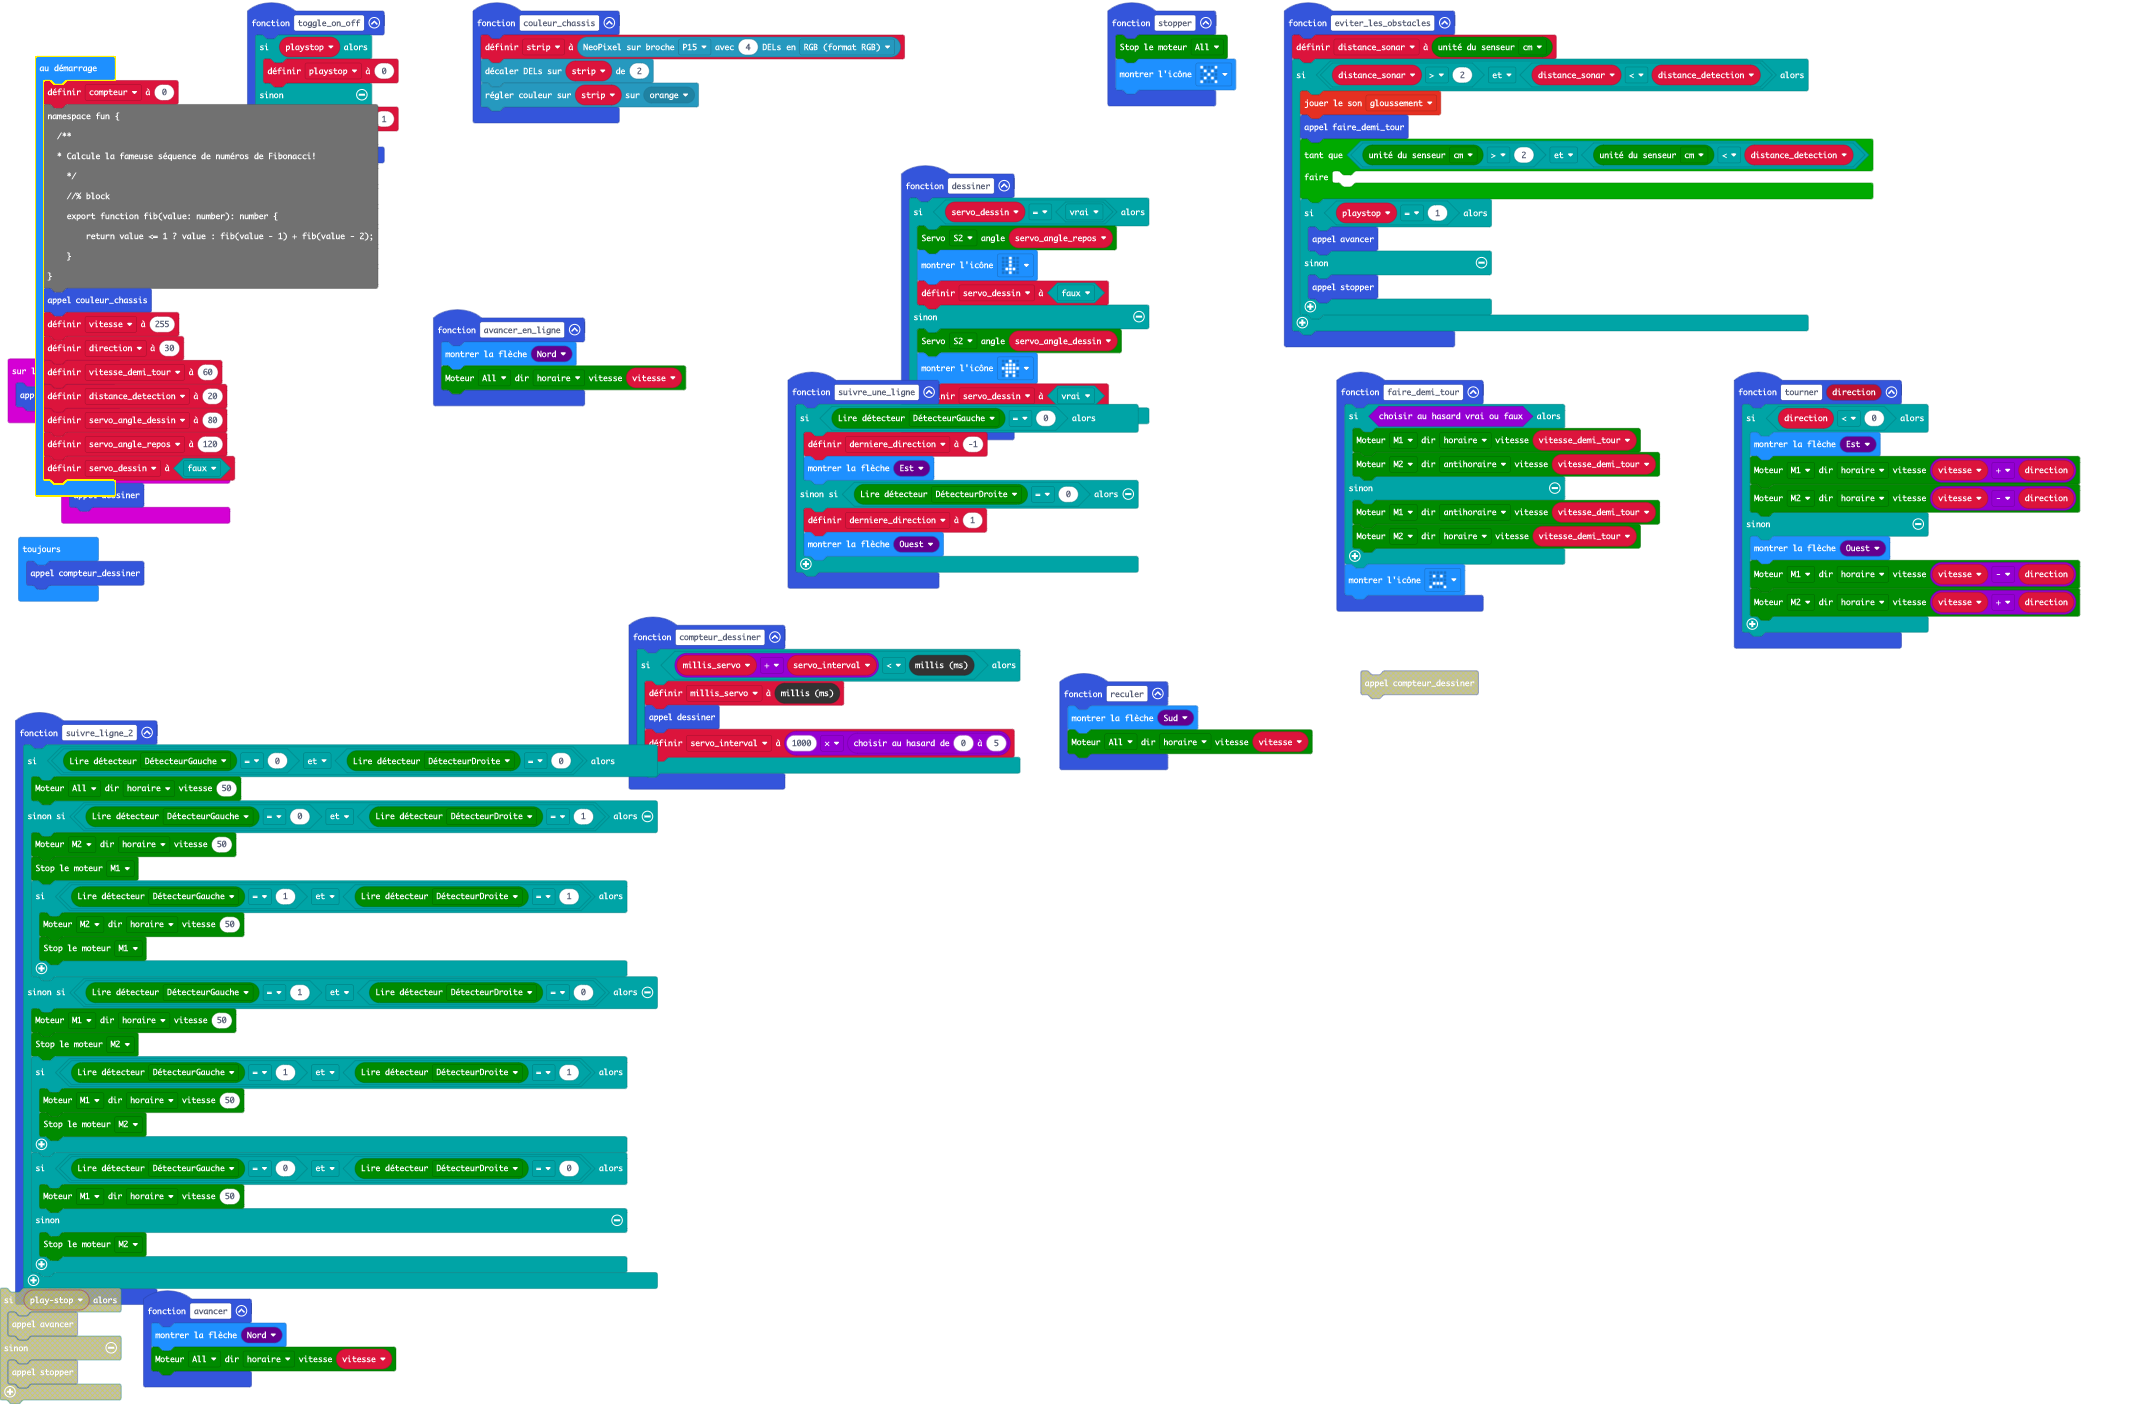 fonction toggle_on_off
si playstop alors
définir playstop à 0
sinon
1
au démarrage
définir compteur à 0
namespace fun {
/**
* Calcule la fameuse séquence de numéros de Fibonacci!
*/
//% block
export function fib(value: number): number {
return value <= 1 ? value : fib(value - 1) + fib(value - 2);
}
}
appel couleur_chassis
définir vitesse à 255
définir direction à 30
définir vitesse_demi_tour à 60
définir distance_detection à 20
définir servo_angle_dessin à 80
définir servo_angle_repos à 120
définir servo_dessin à faux
sur l
app
appel dessiner
toujours
appel compteur_dessiner
fonction couleur_chassis
définir strip à NeoPixel sur broche P15 avec 4 DELs en RGB (format RGB)
décaler DELs sur strip de 2
régler couleur sur strip sur orange
fonction avancer_en_ligne
montrer la flèche Nord
Moteur All dir horaire vitesse vitesse
fonction dessiner
si servo_dessin = vrai alors
Servo S2 angle servo_angle_repos
montrer l'icône
définir servo_dessin à faux
sinon
Servo S2 angle servo_angle_dessin
montrer l'icône
nir servo_dessin à vrai
fonction suivre_une_ligne
si Lire détecteur DétecteurGauche = 0 alors
définir derniere_direction à -1
montrer la flèche Est
sinon si Lire détecteur DétecteurDroite = 0 alors
définir derniere_direction à 1
montrer la flèche Ouest
fonction stopper
Stop le moteur All
montrer l'icône
fonction eviter_les_obstacles
définir distance_sonar à unité du senseur cm
si distance_sonar > 2 et distance_sonar < distance_detection alors
jouer le son gloussement
appel faire_demi_tour
tant que unité du senseur cm > 2 et unité du senseur cm < distance_detection
faire
si playstop = 1 alors
appel avancer
sinon
appel stopper
fonction faire_demi_tour
si choisir au hasard vrai ou faux alors
Moteur M1 dir horaire vitesse vitesse_demi_tour
Moteur M2 dir antihoraire vitesse vitesse_demi_tour
sinon
Moteur M1 dir antihoraire vitesse vitesse_demi_tour
Moteur M2 dir horaire vitesse vitesse_demi_tour
montrer l'icône
fonction tourner direction
si direction < 0 alors
montrer la flèche Est
Moteur M1 dir horaire vitesse vitesse + direction
Moteur M2 dir horaire vitesse vitesse - direction
sinon
montrer la flèche Ouest
Moteur M1 dir horaire vitesse vitesse - direction
Moteur M2 dir horaire vitesse vitesse + direction
fonction compteur_dessiner
si millis_servo + servo_interval < millis (ms) alors
définir millis_servo à millis (ms)
appel dessiner
définir servo_interval à 1000 × choisir au hasard de 0 à 5
fonction reculer
montrer la flèche Sud
Moteur All dir horaire vitesse vitesse
appel compteur_dessiner
fonction suivre_ligne_2
si Lire détecteur DétecteurGauche = 0 et Lire détecteur DétecteurDroite = 0 alors
Moteur All dir horaire vitesse 50
sinon si Lire détecteur DétecteurGauche = 0 et Lire détecteur DétecteurDroite = 1 alors
Moteur M2 dir horaire vitesse 50
Stop le moteur M1
si Lire détecteur DétecteurGauche = 1 et Lire détecteur DétecteurDroite = 1 alors
Moteur M2 dir horaire vitesse 50
Stop le moteur M1
sinon si Lire détecteur DétecteurGauche = 1 et Lire détecteur DétecteurDroite = 0 alors
Moteur M1 dir horaire vitesse 50
Stop le moteur M2
si Lire détecteur DétecteurGauche = 1 et Lire détecteur DétecteurDroite = 1 alors
Moteur M1 dir horaire vitesse 50
Stop le moteur M2
si Lire détecteur DétecteurGauche = 0 et Lire détecteur DétecteurDroite = 0 alors
Moteur M1 dir horaire vitesse 50
sinon
Stop le moteur M2
si play-stop alors
appel avancer
sinon
appel stopper
fonction avancer
montrer la flèche Nord
Moteur All dir horaire vitesse vitesse